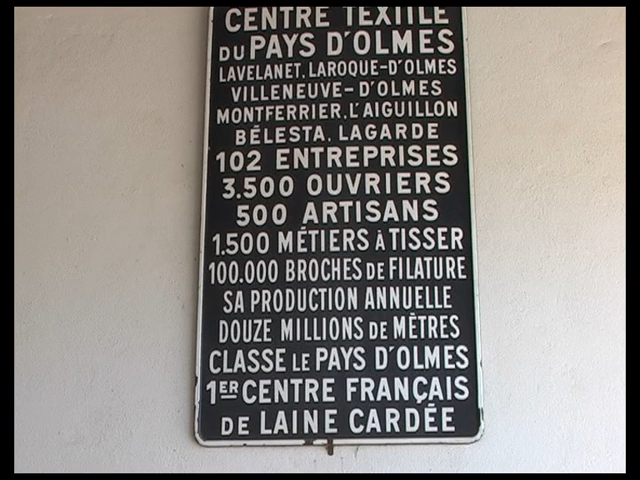 CENTRE TEXTILE
DU PAYS D'OLMES
LAVELANET, LAROQUE-D'OLMES
VILLENEUVE-D'OLMES
MONTFERRIER, L'AIGUILLON
BÉLESTA, LAGARDE
102 ENTREPRISES
3.500 OUVRIERS
500 ARTISANS
1.500 MÉTIERS À TISSER
100.000 BROCHES DE FILATURE
SA PRODUCTION ANNUELLE
DOUZE MILLIONS DE MÈTRES
CLASSE LE PAYS D'OLMES
1ER CENTRE FRANÇAIS
DE LAINE CARDÉE